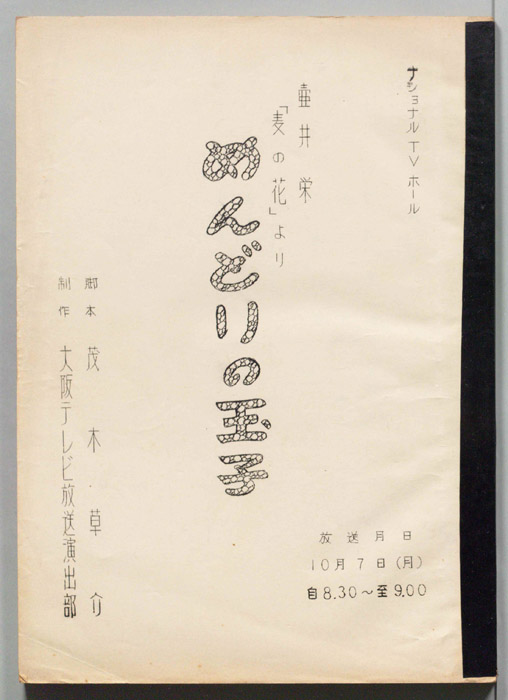 ナショナルTVホール
壷井栄
「麦の花」より
めんどりの玉子
脚本 茂木草介
制作 大阪テレビ放送演出部
放送月日
10月7日(月)
自8.30～至9.00